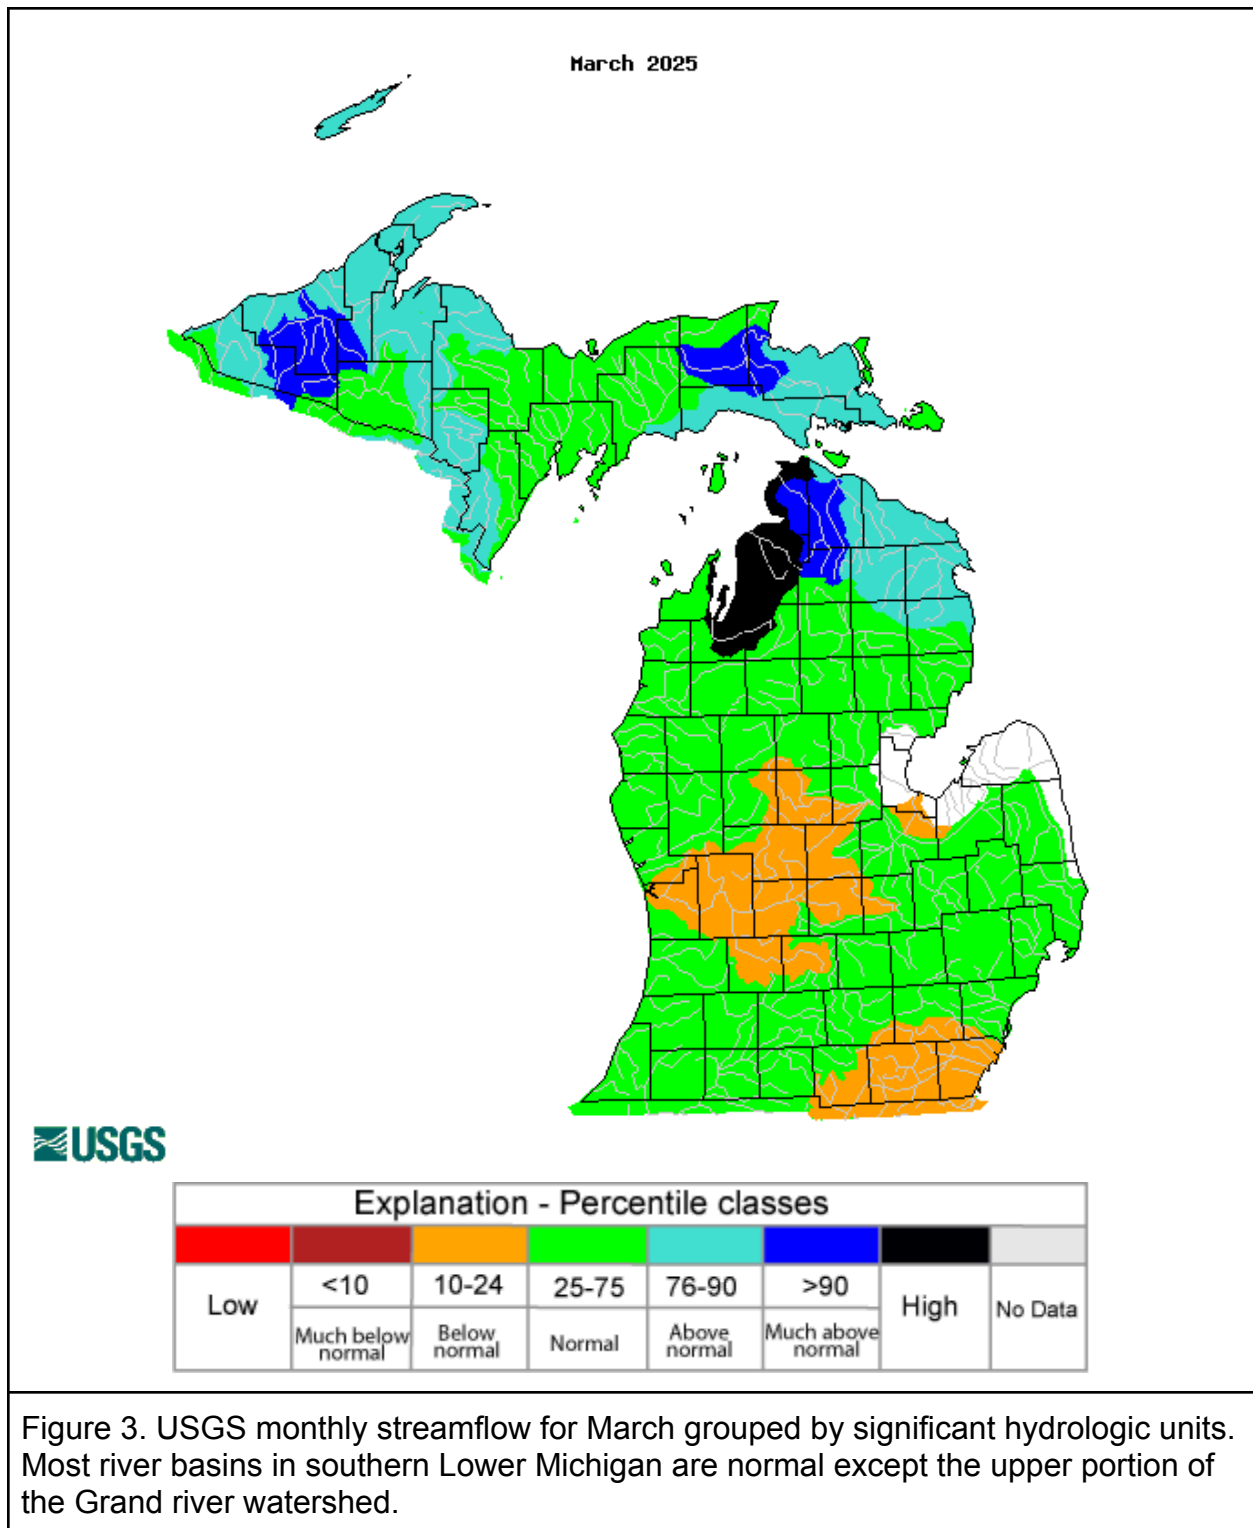 March 2025
USGS
Explanation - Percentile classes
Low
<10
10-24
25-75
76-90
>90
High
No Data
Much below
normal
Below
normal
Normal
Above
normal
Much above
normal
Figure 3. USGS monthly streamflow for March grouped by significant hydrologic units.
Most river basins in southern Lower Michigan are normal except the upper portion of
the Grand river watershed.